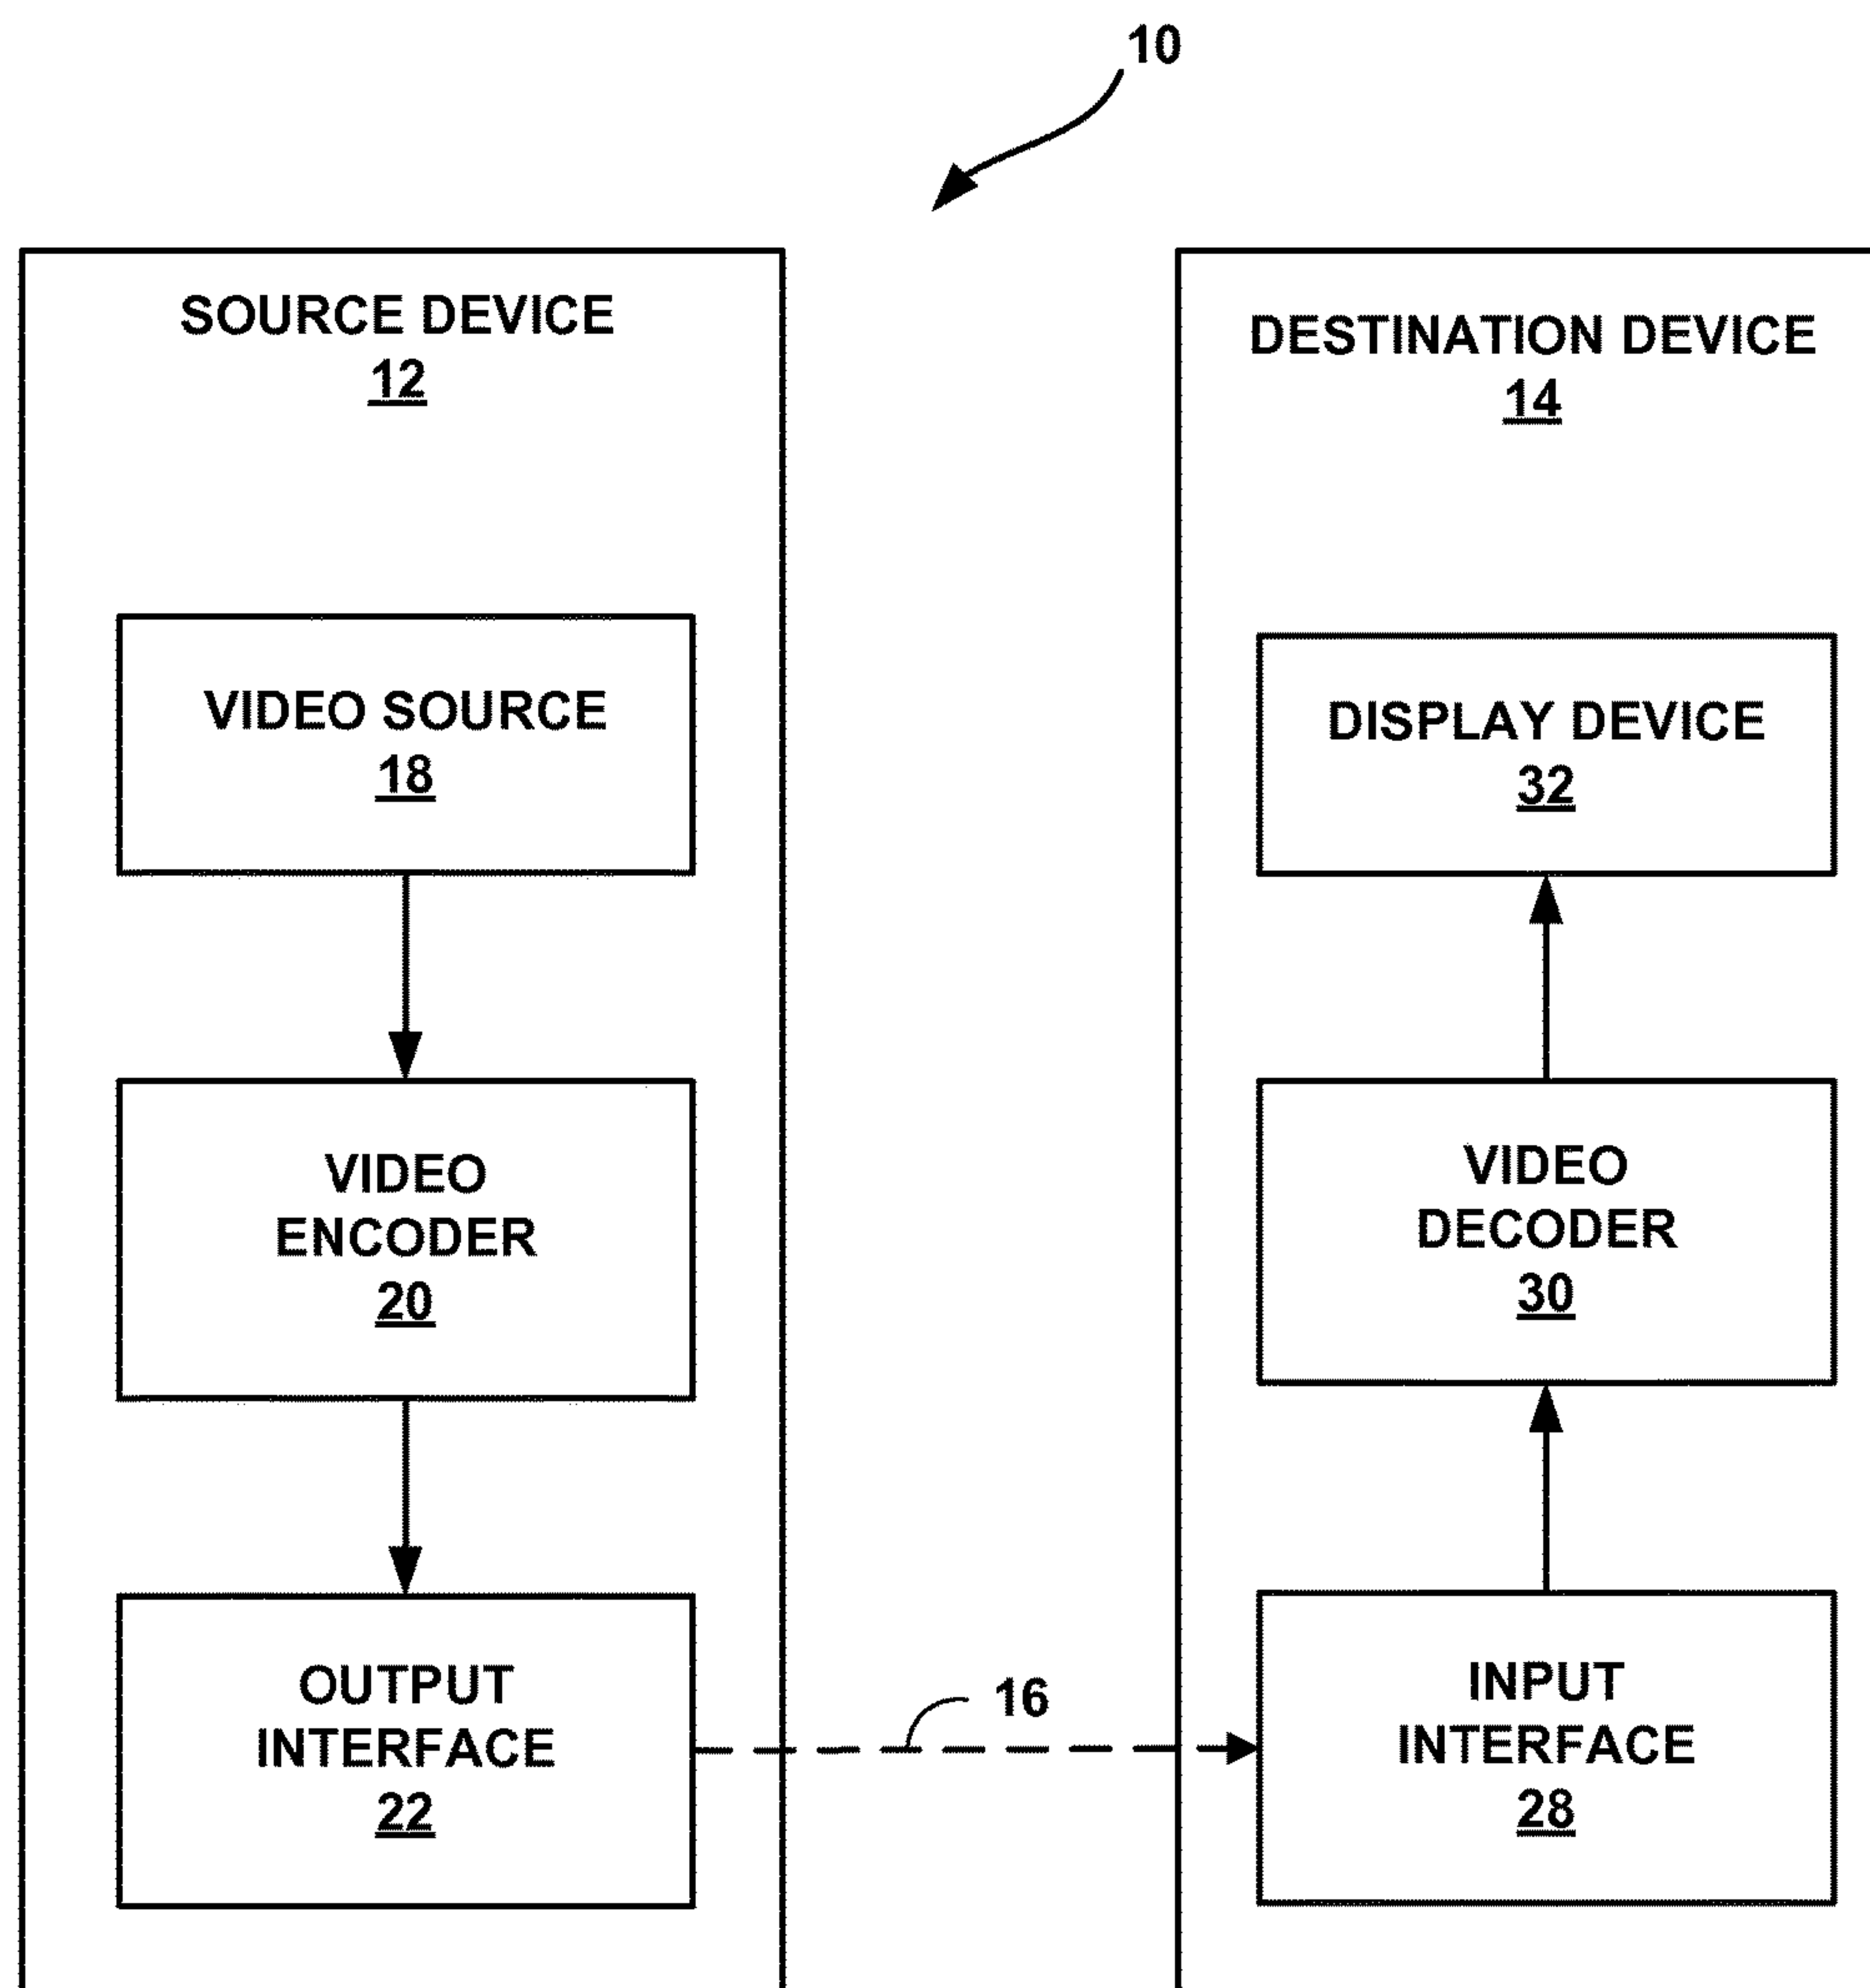 10
SOURCE DEVICE
12
VIDEO SOURCE
18
VIDEO
ENCODER
20
OUTPUT
INTERFACE
22
16
DESTINATION DEVICE
14
DISPLAY DEVICE
32
VIDEO
DECODER
30
INPUT
INTERFACE
28